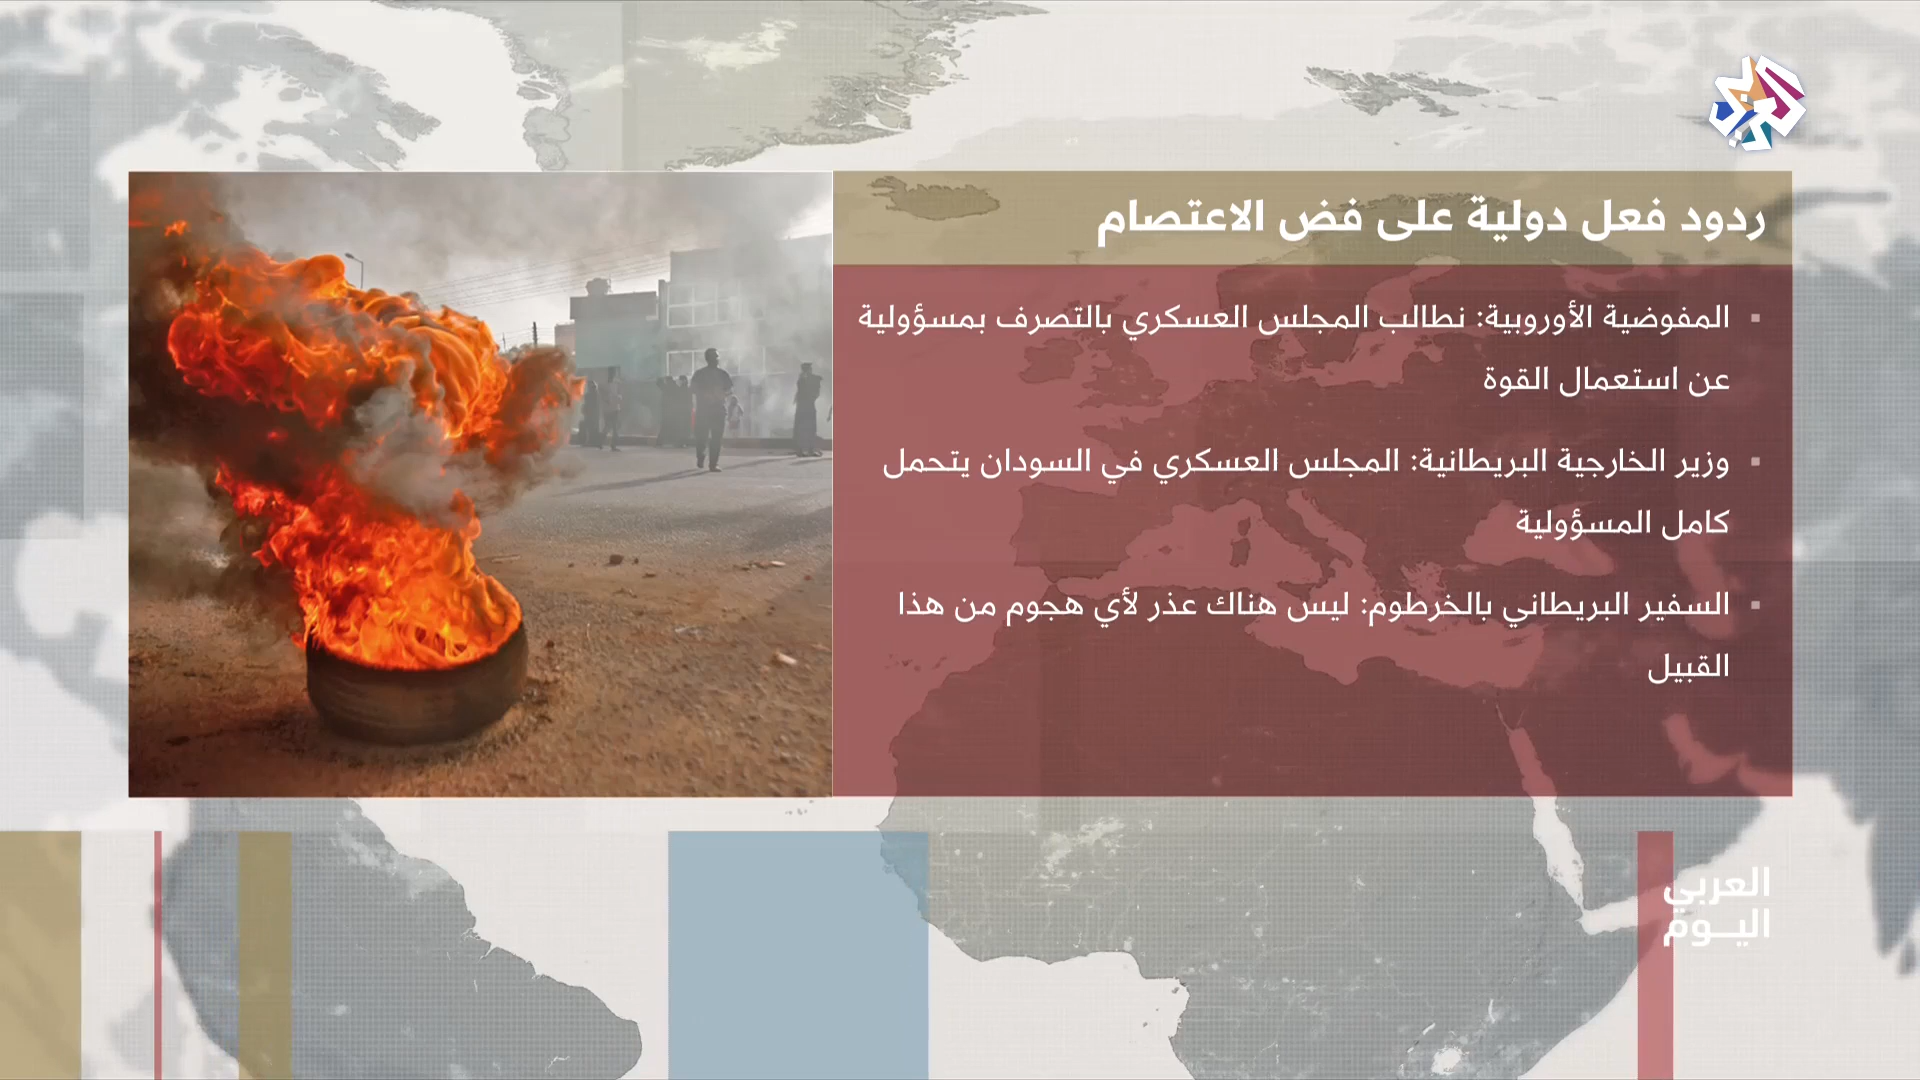 ردود فعل دولية على فض الاعتصام
المفوضية الأوروبية: نطالب المجلس العسكري بالتصرف بمسؤولية
عن استعمال القوة
وزير الخارجية البريطانية: المجلس العسكري في السودان يتحمل
كامل المسؤولية
السفير البريطاني بالخرطوم: ليس هناك عذر لأي هجوم من هذا
القبيل
العربي
اليـوم